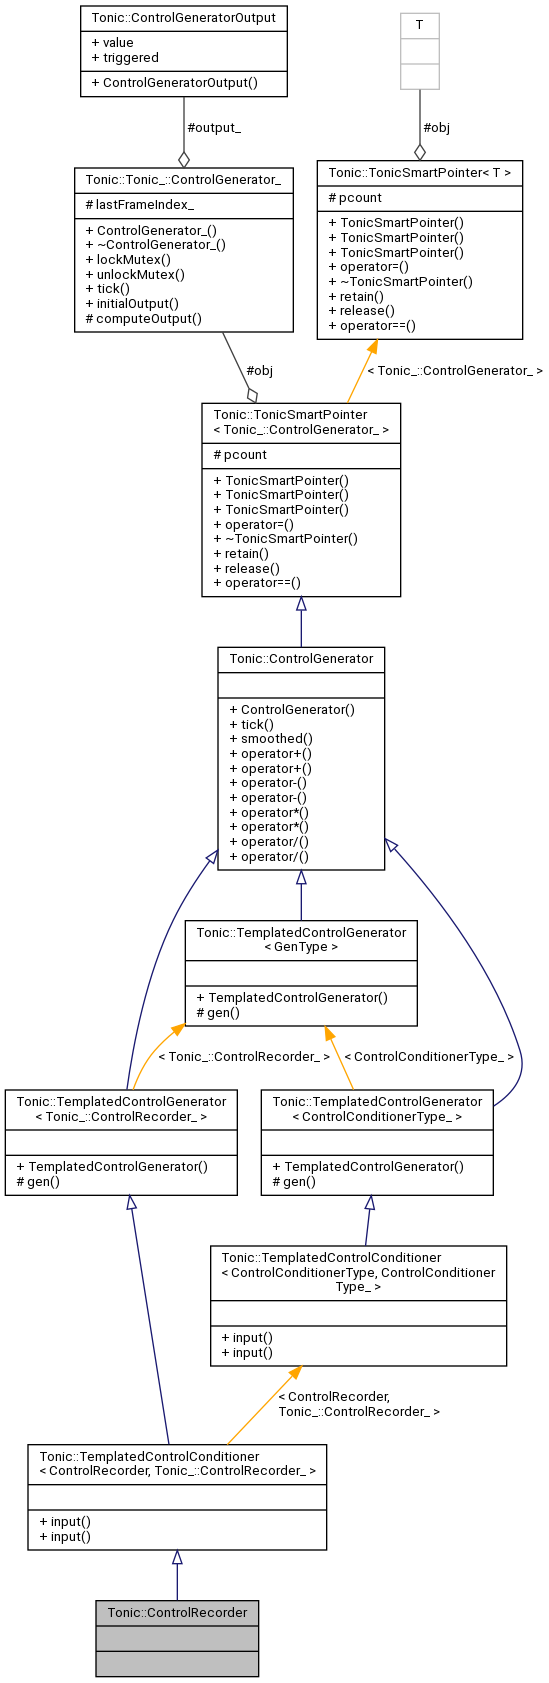 Tonic::ControlGeneratorOutput
+ value
+ triggered
+ ControlGeneratorOutput()
T
#output_
#obj
Tonic::Tonic_::ControlGenerator_
# lastFrameIndex_
+ ControlGenerator_()
+ ~ControlGenerator_()
+ lockMutex()
+ unlockMutex()
+ tick()
+ initialOutput()
# computeOutput()
Tonic::TonicSmartPointer< T >
# pcount
+ TonicSmartPointer()
+ TonicSmartPointer()
+ TonicSmartPointer()
+ operator=()
+ ~TonicSmartPointer()
+ retain()
+ release()
+ operator==()
#obj
< Tonic_::ControlGenerator_ >
Tonic::TonicSmartPointer
< Tonic_::ControlGenerator_ >
# pcount
+ TonicSmartPointer()
+ TonicSmartPointer()
+ TonicSmartPointer()
+ operator=()
+ ~TonicSmartPointer()
+ retain()
+ release()
+ operator==()
Tonic::ControlGenerator
+ ControlGenerator()
+ tick()
+ smoothed()
+ operator+()
+ operator+()
+ operator-()
+ operator-()
+ operator*()
+ operator*()
+ operator/()
+ operator/()
Tonic::TemplatedControlGenerator
< GenType >
+ TemplatedControlGenerator()
# gen()
< Tonic_::ControlRecorder_ >
< ControlConditionerType_ >
Tonic::TemplatedControlGenerator
< Tonic_::ControlRecorder_ >
+ TemplatedControlGenerator()
# gen()
Tonic::TemplatedControlGenerator
< ControlConditionerType_ >
+ TemplatedControlGenerator()
# gen()
Tonic::TemplatedControlConditioner
< ControlConditionerType, ControlConditioner
Type_ >
+ input()
+ input()
< ControlRecorder,
Tonic_::ControlRecorder_ >
Tonic::TemplatedControlConditioner
< ControlRecorder, Tonic_::ControlRecorder_ >
+ input()
+ input()
Tonic::ControlRecorder